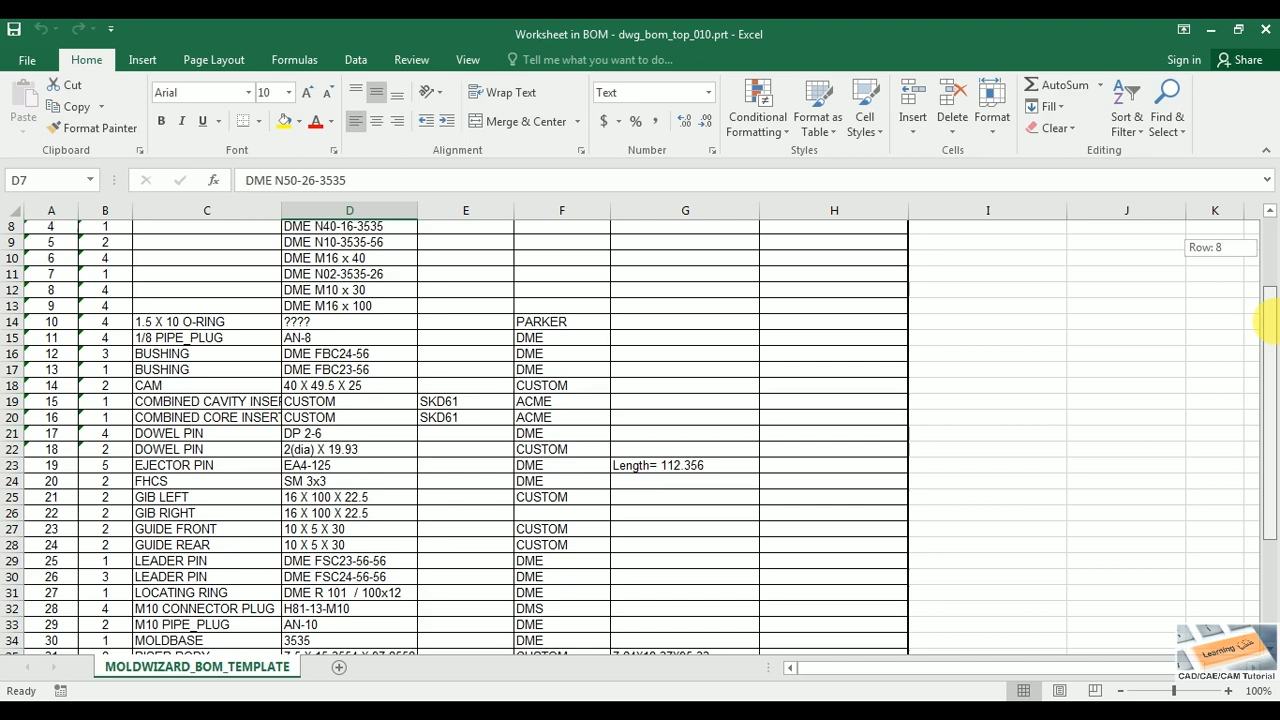 Worksheet in BOM - dwg_bom_top_010.prt - Excel
File Home Insert Page Layout Formulas Data Review View Tell me what you want to do... Sign in Share
Paste
Cut
Copy
Format Painter
Clipboard
Arial 10
B I U
Font
Wrap Text
Merge & Center
Alignment
Text
$ % ,
Number
Conditional Formatting
Format as Table
Cell Styles
Styles
Insert Delete Format
Cells
AutoSum
Fill
Clear
Sort & Filter
Find & Select
Editing
D7 fx DME N50-26-3535
A B C D E F G H I J K
8 4 1 DME N40-16-3535
9 5 2 DME N10-3535-56
10 6 4 DME M16 x 40
11 7 1 DME N02-3535-26
12 8 4 DME M10 x 30
13 9 4 DME M16 x 100
14 10 4 1.5 X 10 O-RING ???? PARKER
15 11 4 1/8 PIPE_PLUG AN-8 DME
16 12 3 BUSHING DME FBC24-56 DME
17 13 1 BUSHING DME FBC23-56 DME
18 14 2 CAM 40 X 49.5 X 25 CUSTOM
19 15 1 COMBINED CAVITY INSE CUSTOM SKD61 ACME
20 16 1 COMBINED CORE INSERT CUSTOM SKD61 ACME
21 17 4 DOWEL PIN DP 2-6 DME
22 18 2 DOWEL PIN 2(dia) X 19.93 CUSTOM
23 19 5 EJECTOR PIN EA4-125 DME Length= 112.356
24 20 2 FHCS SM 3x3 DME
25 21 2 GIB LEFT 16 X 100 X 22.5 CUSTOM
26 22 2 GIB RIGHT 16 X 100 X 22.5
27 23 2 GUIDE FRONT 10 X 5 X 30 CUSTOM
28 24 2 GUIDE REAR 10 X 5 X 30 CUSTOM
29 25 1 LEADER PIN DME FSC23-56-56 DME
30 26 3 LEADER PIN DME FSC24-56-56 DME
31 27 1 LOCATING RING DME R 101 / 100x12 DME
32 28 4 M10 CONNECTOR PLUG H81-13-M10 DMS
33 29 2 M10 PIPE_PLUG AN-10 DME
34 30 1 MOLDBASE 3535 DME
Row: 8
MOLDWIZARD_BOM_TEMPLATE
Learning
CAD/CAE/CAM Tutorial
Ready
100%